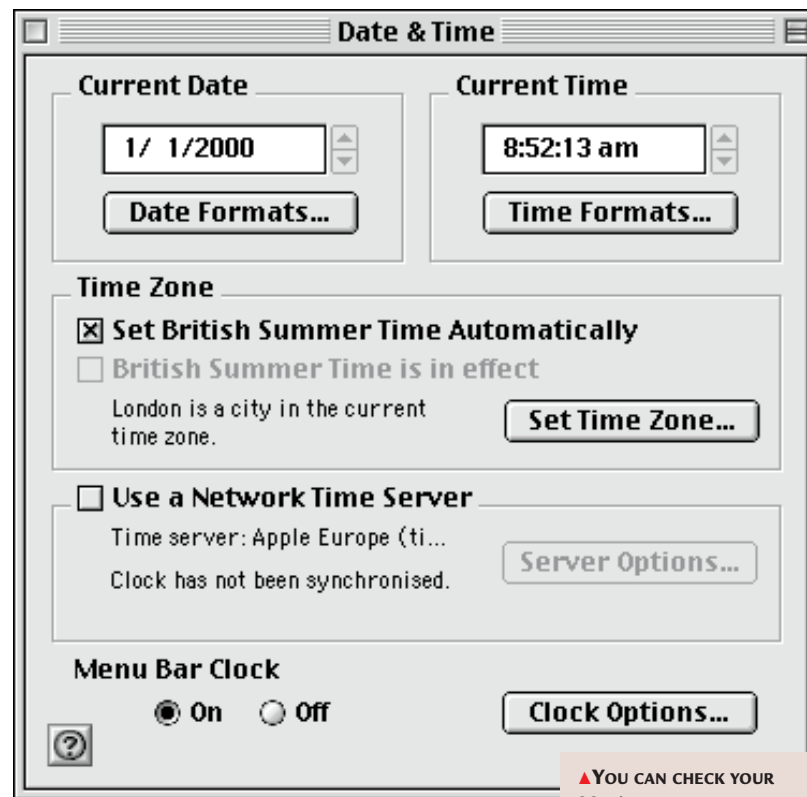 Date & Time
Current Date
1/ 1/2000
Date Formats...
Current Time
8:52:13 am
Time Formats...
Time Zone
Set British Summer Time Automatically
British Summer Time is in effect
London is a city in the current
time zone.
Set Time Zone...
Use a Network Time Server
Time server: Apple Europe (ti...
Clock has not been synchronised.
Server Options...
Menu Bar Clock
On Off
Clock Options...
?
▲YOU CAN CHECK YOUR